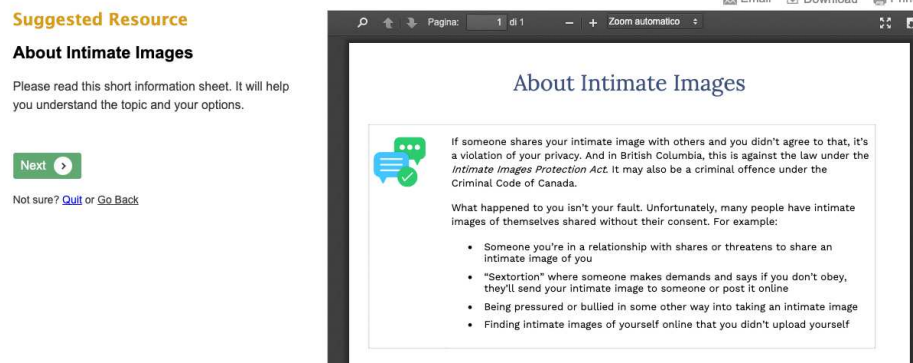 Email Download Prin
Suggested Resource
About Intimate Images
Please read this short information sheet. It will help
you understand the topic and your options.
Next
Not sure? Quit or Go Back
Pagina: 1 di 1
Zoom automatico
About Intimate Images
If someone shares your intimate image with others and you didn't agree to that, it's
a violation of your privacy. And in British Columbia, this is against the law under the
Intimate Images Protection Act. It may also be a criminal offence under the
Criminal Code of Canada.
What happened to you isn't your fault. Unfortunately, many people have intimate
images of themselves shared without their consent. For example:
• Someone you're in a relationship with shares or threatens to share an
intimate image of you
• "Sextortion" where someone makes demands and says if you don't obey,
they'll send your intimate image to someone or post it online
• Being pressured or bullied in some other way into taking an intimate image
• Finding intimate images of yourself online that you didn't upload yourself